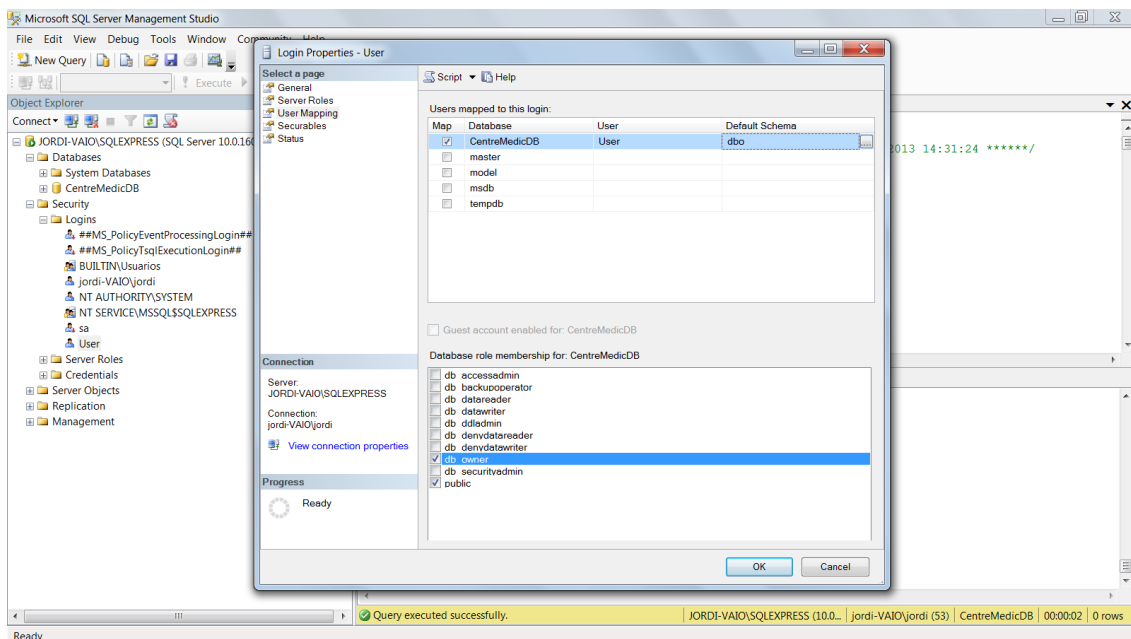 Microsoft SQL Server Management Studio
File Edit View Debug Tools Window Community Help
New Query
Execute
Object Explorer
Connect
JORDI-VAIO\SQLEXPRESS (SQL Server 10.0.160
Databases
System Databases
CentreMedicDB
Security
Logins
##MS_PolicyEventProcessingLogin##
##MS_PolicyTsqlExecutionLogin##
BUILTIN\Usuarios
jordi-VAIO\jordi
NT AUTHORITY\SYSTEM
NT SERVICE\MSSQL$SQLEXPRESS
sa
User
Server Roles
Credentials
Server Objects
Replication
Management
Login Properties - User
Select a page
General
Server Roles
User Mapping
Securables
Status
Connection
Server:
JORDI-VAIO\SQLEXPRESS
Connection:
jordi-VAIO\jordi
View connection properties
Progress
Ready
Script Help
Users mapped to this login:
Map Database User Default Schema
CentreMedicDB User dbo ...
master
model
msdb
tempdb
Guest account enabled for: CentreMedicDB
Database role membership for: CentreMedicDB
db_accessadmin
db_backupoperator
db_datareader
db_datawriter
db_ddladmin
db_denydatareader
db_denydatawriter
db_owner
db_securityadmin
public
OK Cancel
2013 14:31:24 ******/
Query executed successfully.
JORDI-VAIO\SQLEXPRESS (10.0... jordi-VAIO\jordi (53) CentreMedicDB 00:00:02 0 rows
Ready